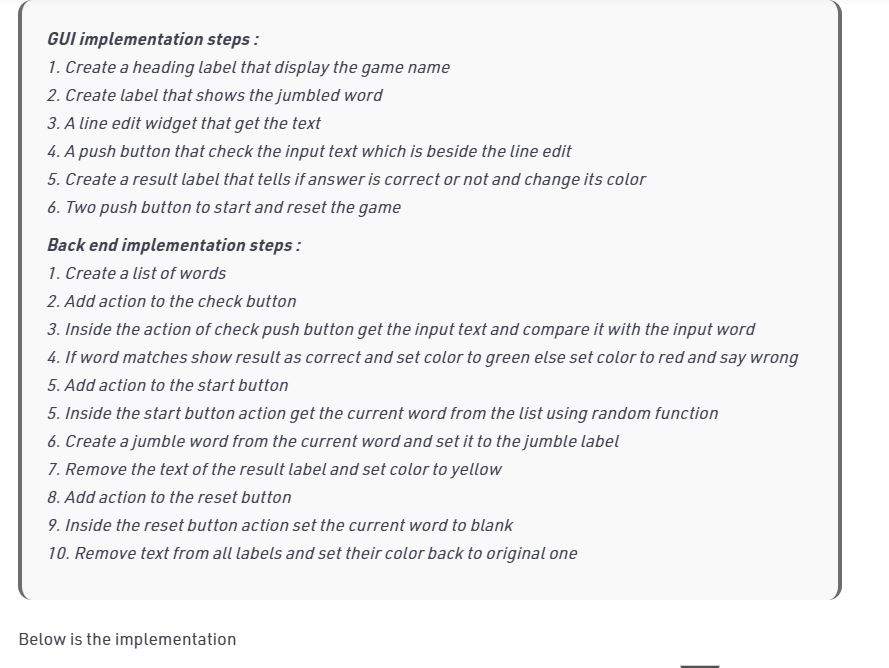 GUI implementation steps :
1. Create a heading label that display the game name
2. Create label that shows the jumbled word
3. A line edit widget that get the text
4. A push button that check the input text which is beside the line edit
5. Create a result label that tells if answer is correct or not and change its color
6. Two push button to start and reset the game
Back end implementation steps :
1. Create a list of words
2. Add action to the check button
3. Inside the action of check push button get the input text and compare it with the input word
4. If word matches show result as correct and set color to green else set color to red and say wrong
5. Add action to the start button
5. Inside the start button action get the current word from the list using random function
6. Create a jumble word from the current word and set it to the jumble label
7. Remove the text of the result label and set color to yellow
8. Add action to the reset button
9. Inside the reset button action set the current word to blank
10. Remove text from all labels and set their color back to original one
Below is the implementation